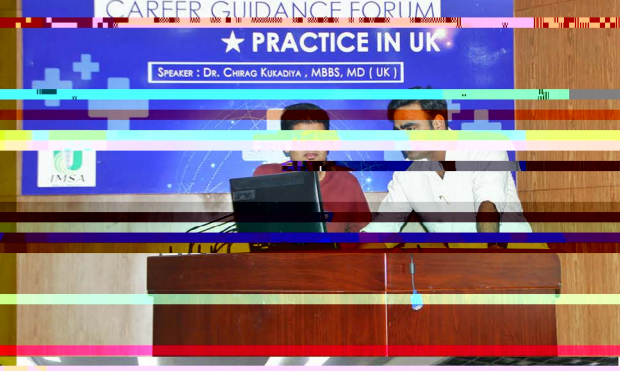 CAREER GUIDANCE FORUM
★ PRACTICE IN UK
SPEAKER : DR. CHIRAG KUKADIYA , MBBS, MD ( UK )
IMSA